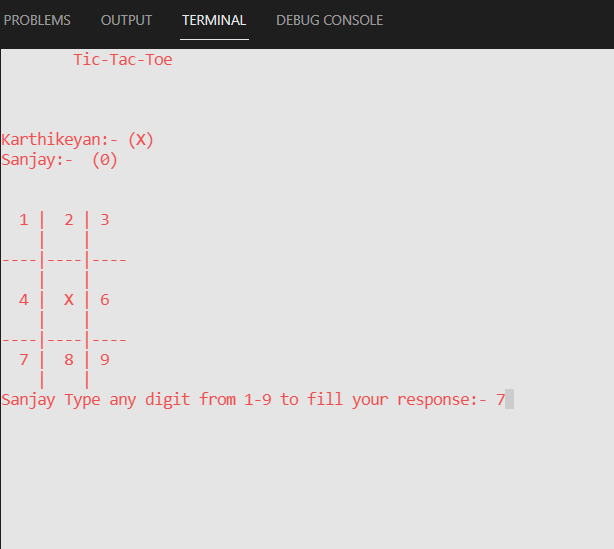 PROBLEMS OUTPUT TERMINAL DEBUG CONSOLE
        Tic-Tac-Toe
Karthikeyan:- (X)
Sanjay:-  (0)
  1 |  2 | 3
    |    |
----|----|----
    |    |
  4 |  X | 6
    |    |
----|----|----
  7 |  8 | 9
    |    |
Sanjay Type any digit from 1-9 to fill your response:- 7